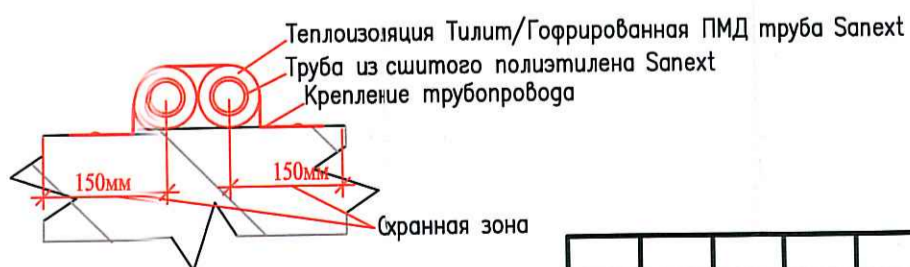 Теплоизоляция Тилит/Гофрированная ПМД труба Sanext
Труба из сшитого полиэтилена Sanext
Крепление трубопровода
150мм 150мм
Охранная зона